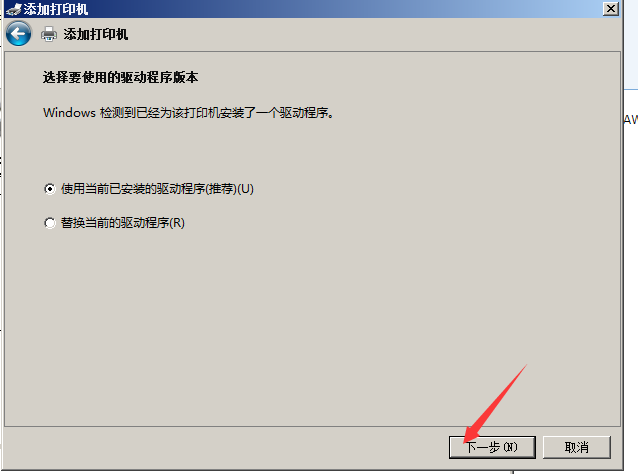 添加打印机
添加打印机
选择要使用的驱动程序版本
Windows 检测到已经为该打印机安装了一个驱动程序。
AW
使用当前已安装的驱动程序(推荐)(U)
替换当前的驱动程序(R)
下一步(N)
取消